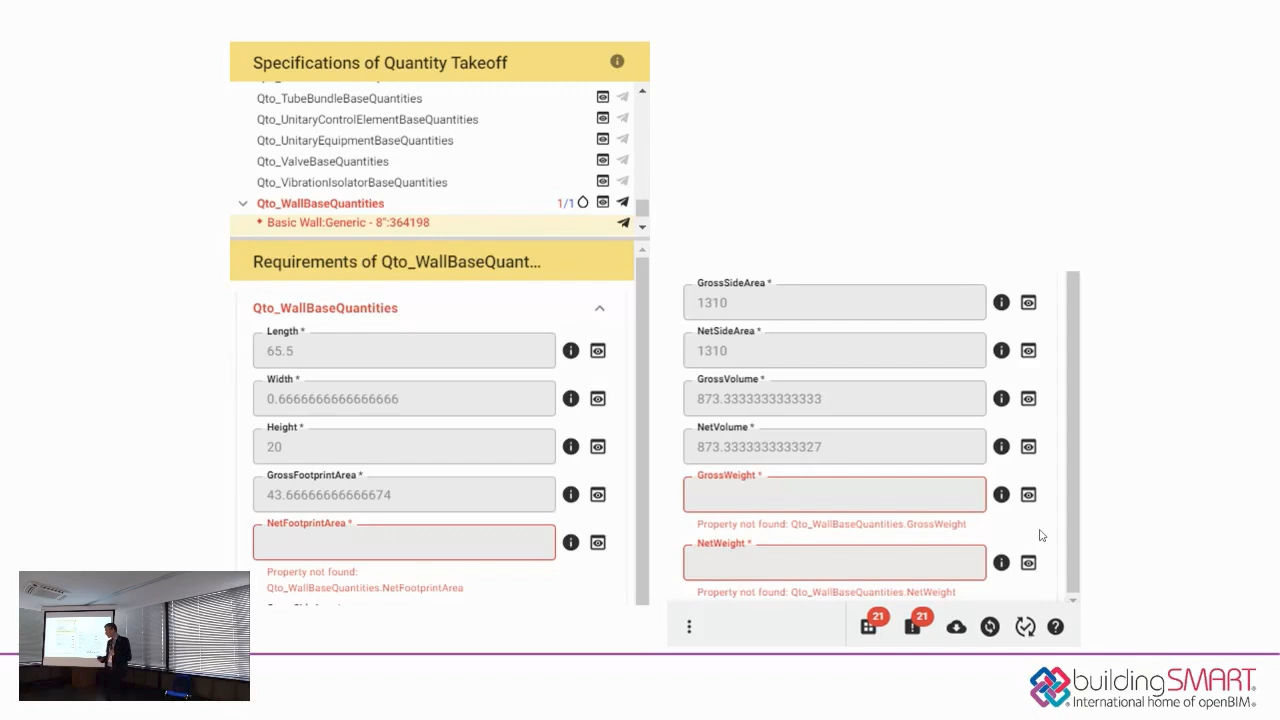 Specifications of Quantity Takeoff
Qto_TubeBundleBaseQuantities
Qto_UnitaryControlElementBaseQuantities
Qto_UnitaryEquipmentBaseQuantities
Qto_ValveBaseQuantities
Qto_VibrationIsolatorBaseQuantities
Qto_WallBaseQuantities 1/1
* Basic Wall:Generic - 8":364198
Requirements of Qto_WallBaseQuant...
Qto_WallBaseQuantities
Length *
65.5
Width *
0.6666666666666666
Height *
20
GrossFootprintArea *
43.66666666666674
NetFootprintArea *
Property not found:
Qto_WallBaseQuantities.NetFootprintArea
GrossSideArea *
1310
NetSideArea *
1310
GrossVolume *
873.3333333333333
NetVolume *
873.3333333333327
GrossWeight *
Property not found: Qto_WallBaseQuantities.GrossWeight
NetWeight *
Property not found: Qto_WallBaseQuantities.NetWeight
21 21
buildingSMART
International home of openBIM®